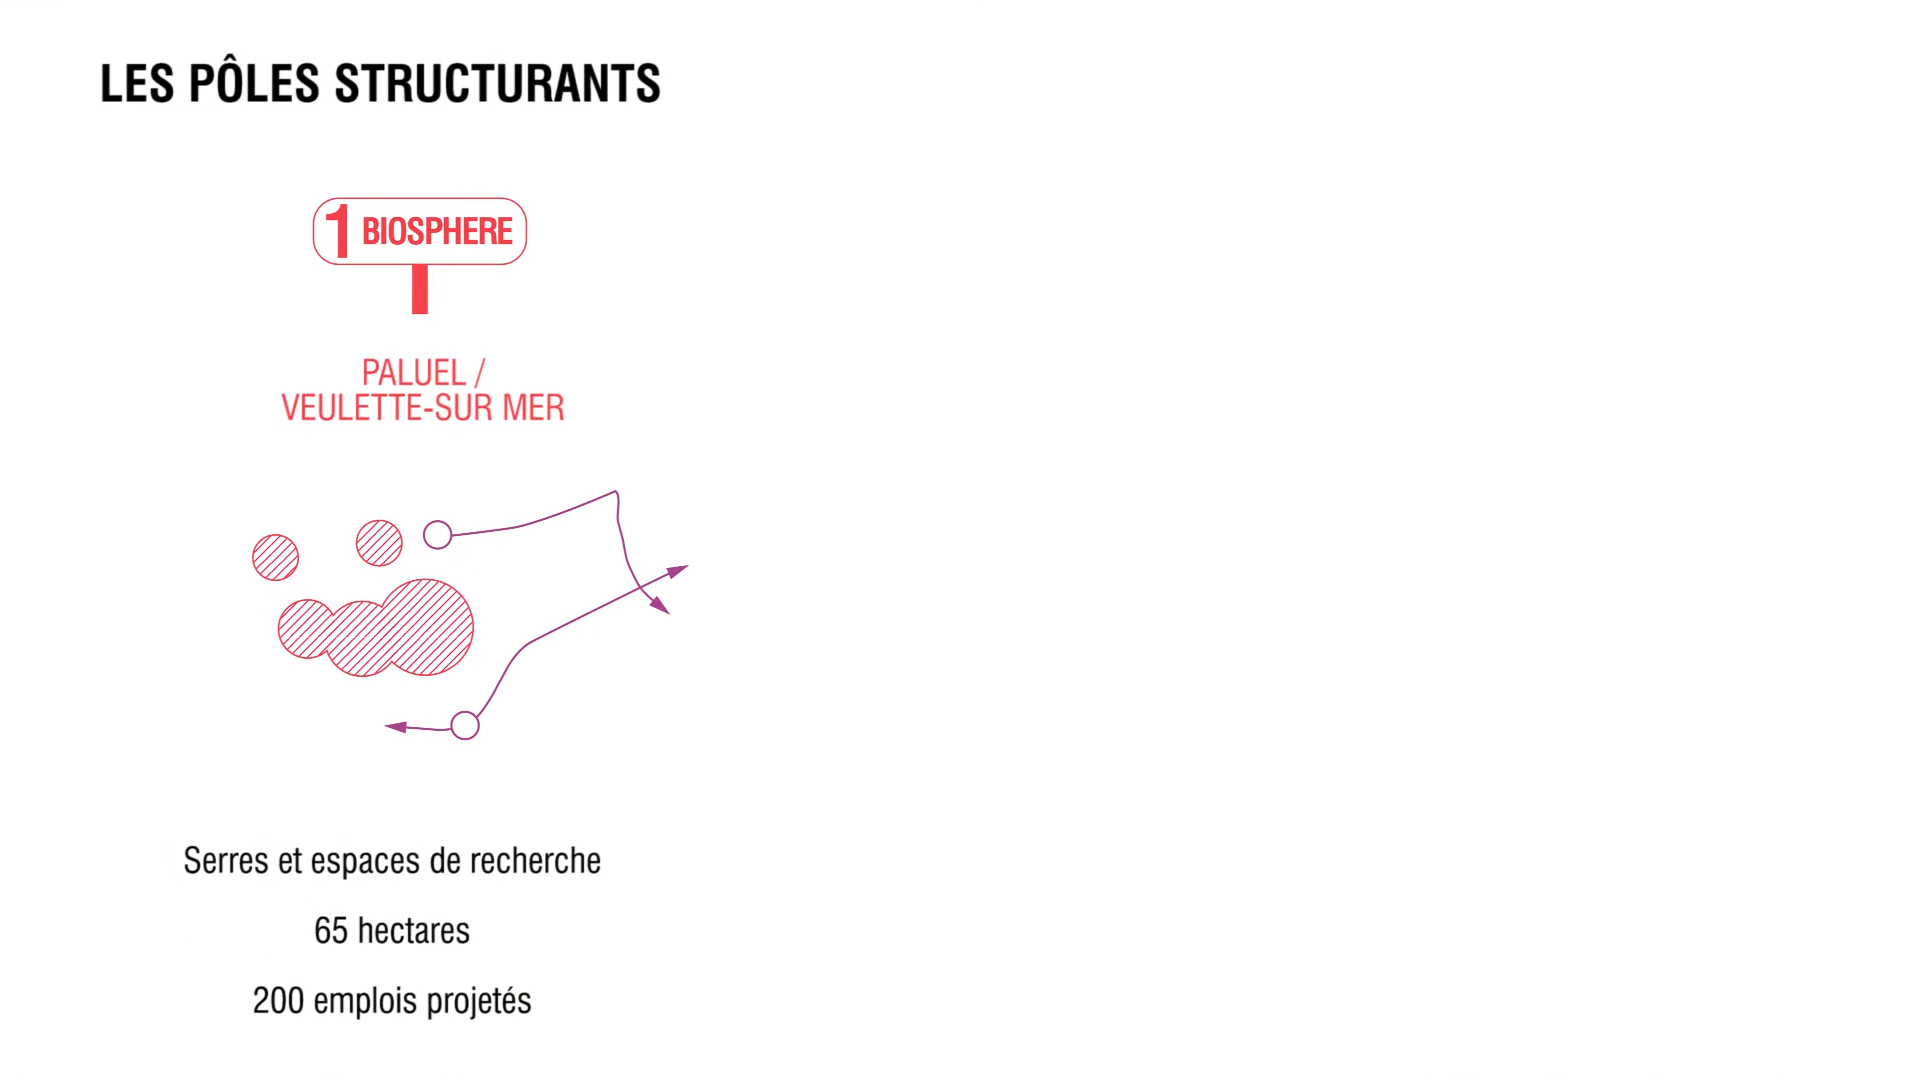 LES PÔLES STRUCTURANTS
1 BIOSPHERE
PALUEL /
VEULETTE-SUR MER
Serres et espaces de recherche
65 hectares
200 emplois projetés